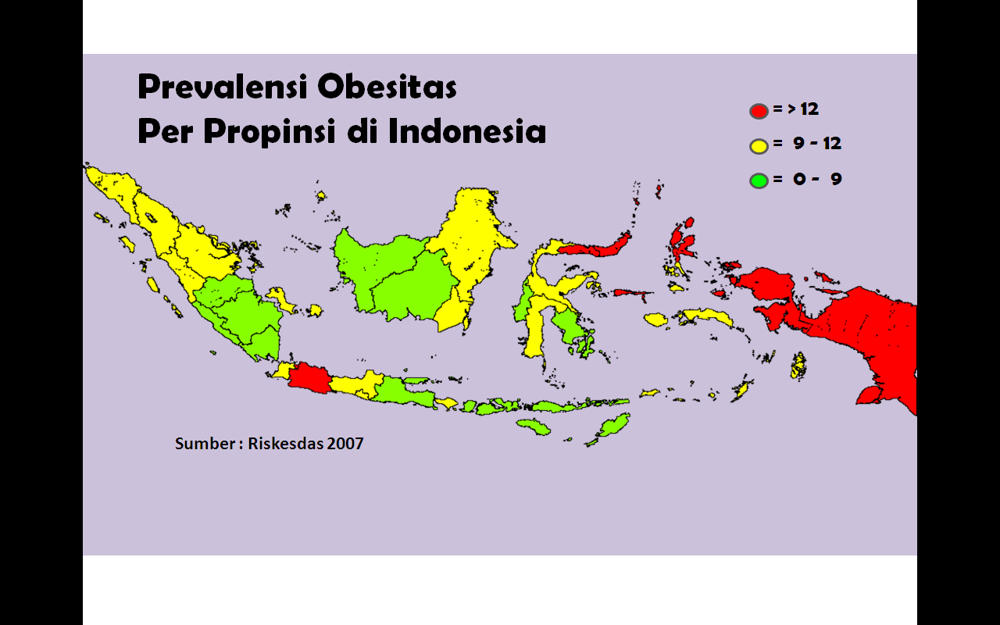 Prevalensi Obesitas
Per Propinsi di Indonesia
= > 12
= 9 - 12
= 0 - 9
Sumber : Riskesdas 2007